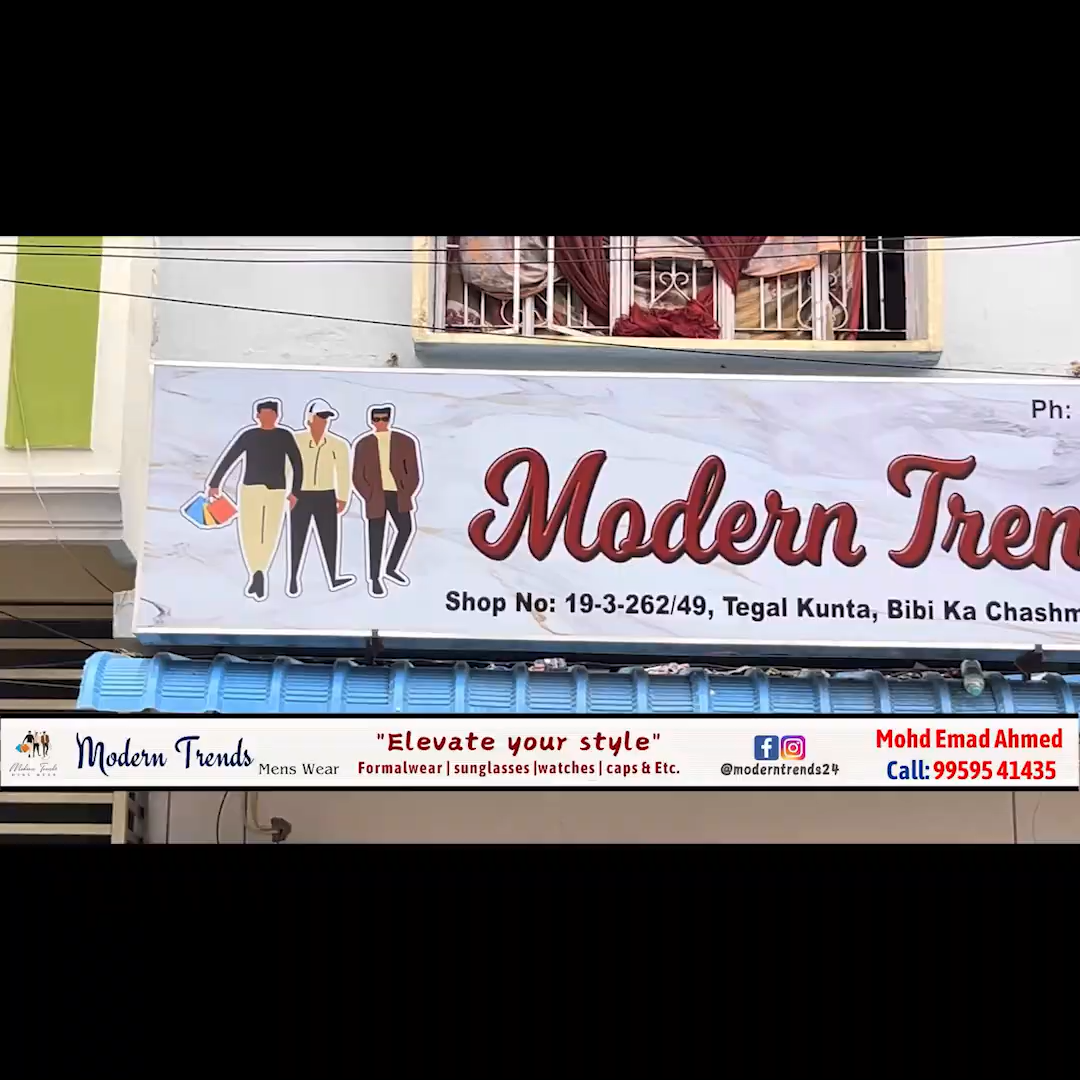 Ph:
Modern Tren
Shop No: 19-3-262/49, Tegal Kunta, Bibi Ka Chashm
Modern Trends Mens Wear
"Elevate your style"
Formalwear | sunglasses |watches | caps & Etc.
@moderntrends24
Mohd Emad Ahmed
Call: 99595 41435